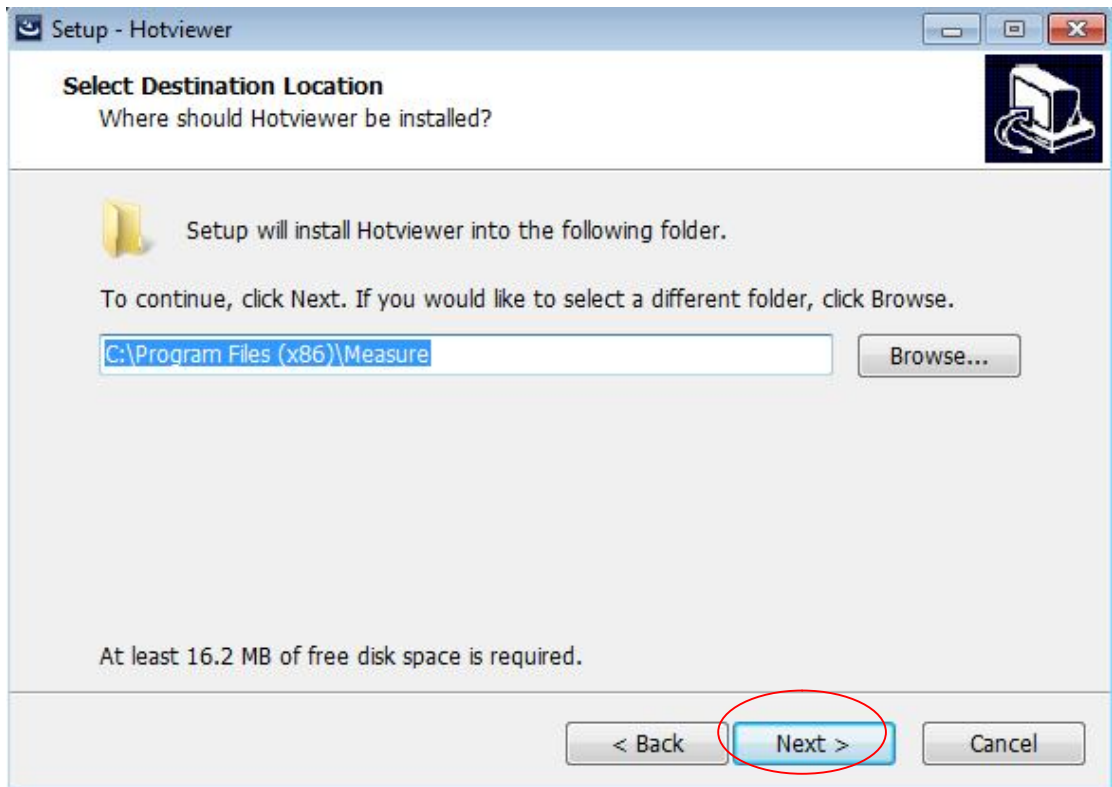 Setup - Hotviewer
Select Destination Location
Where should Hotviewer be installed?
Setup will install Hotviewer into the following folder.
To continue, click Next. If you would like to select a different folder, click Browse.
C:\Program Files (x86)\Measure
Browse...
At least 16.2 MB of free disk space is required.
< Back
Next >
Cancel